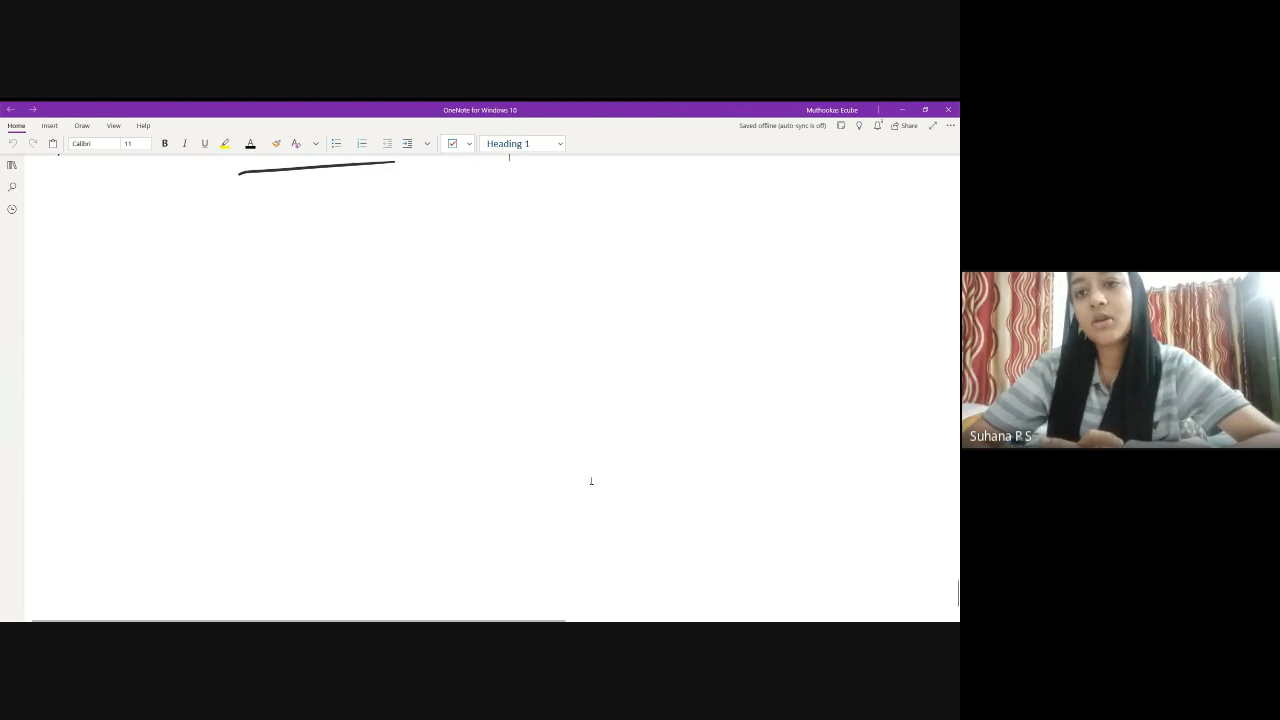 OneNote for Windows 10
Muthookas Ecube
Home Insert Draw View Help
Saved offline (auto-sync is off)
Share
Calibri 11 B I U A Heading 1
Suhana P S